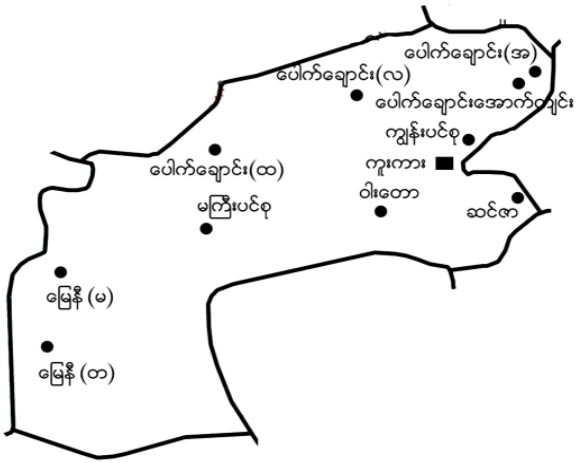 ပေါက်ချောင်း(အ)
ပေါက်ချောင်း(လ)
ပေါက်ချောင်းအောက်တျင်း
ကျွန်းပင်စု
ကူးကား
ပေါက်ချောင်း(ထ)
ဝါးတော
မကြီးပင်စု
ဆင်ဇာ
မြေနီ (မ)
မြေနီ (တ)